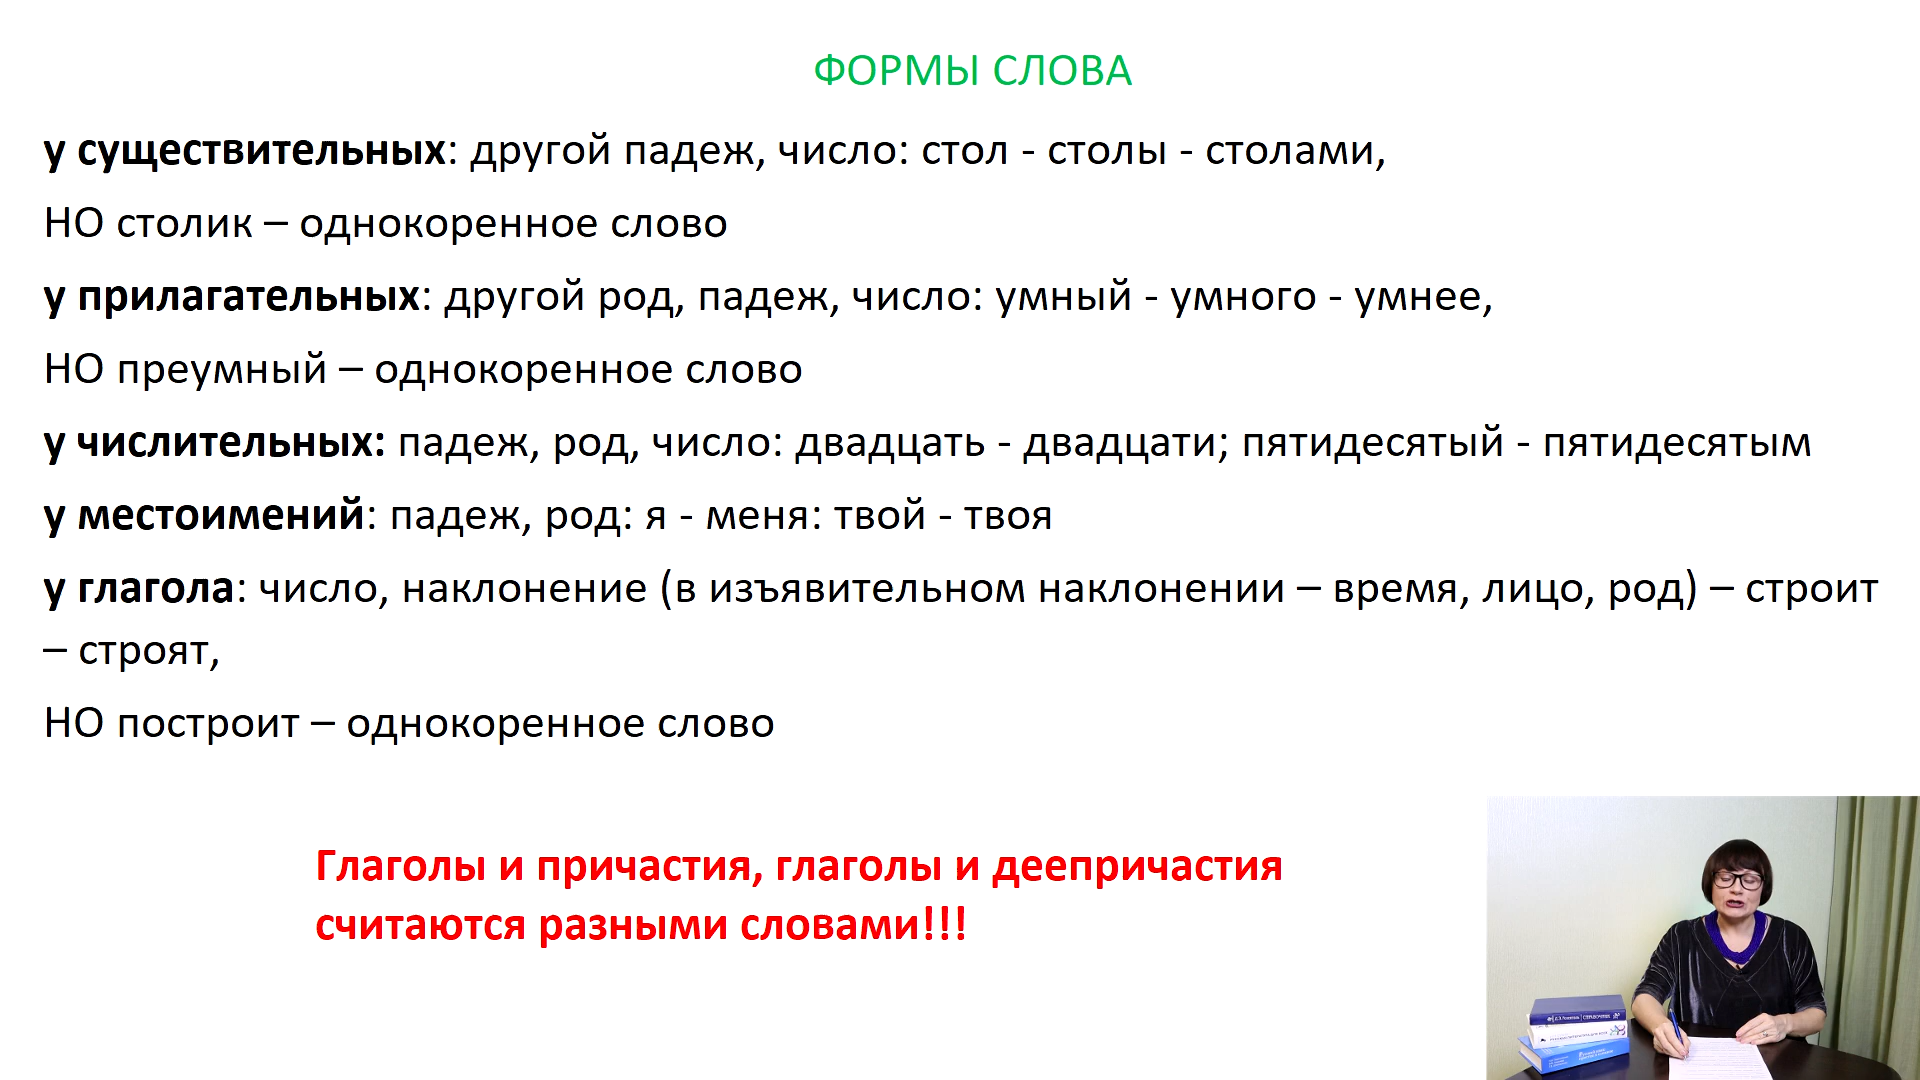 ФОРМЫ СЛОВА
у существительных: другой падеж, число: стол - столы - столами,
НО столик – однокоренное слово
у прилагательных: другой род, падеж, число: умный - умного - умнее,
НО преумный – однокоренное слово
у числительных: падеж, род, число: двадцать - двадцати; пятидесятый - пятидесятым
у местоимений: падеж, род: я - меня: твой - твоя
у глагола: число, наклонение (в изъявительном наклонении – время, лицо, род) – строит
– строят,
НО построит – однокоренное слово
Глаголы и причастия, глаголы и деепричастия
считаются разными словами!!!
СПРАВОЧНИК